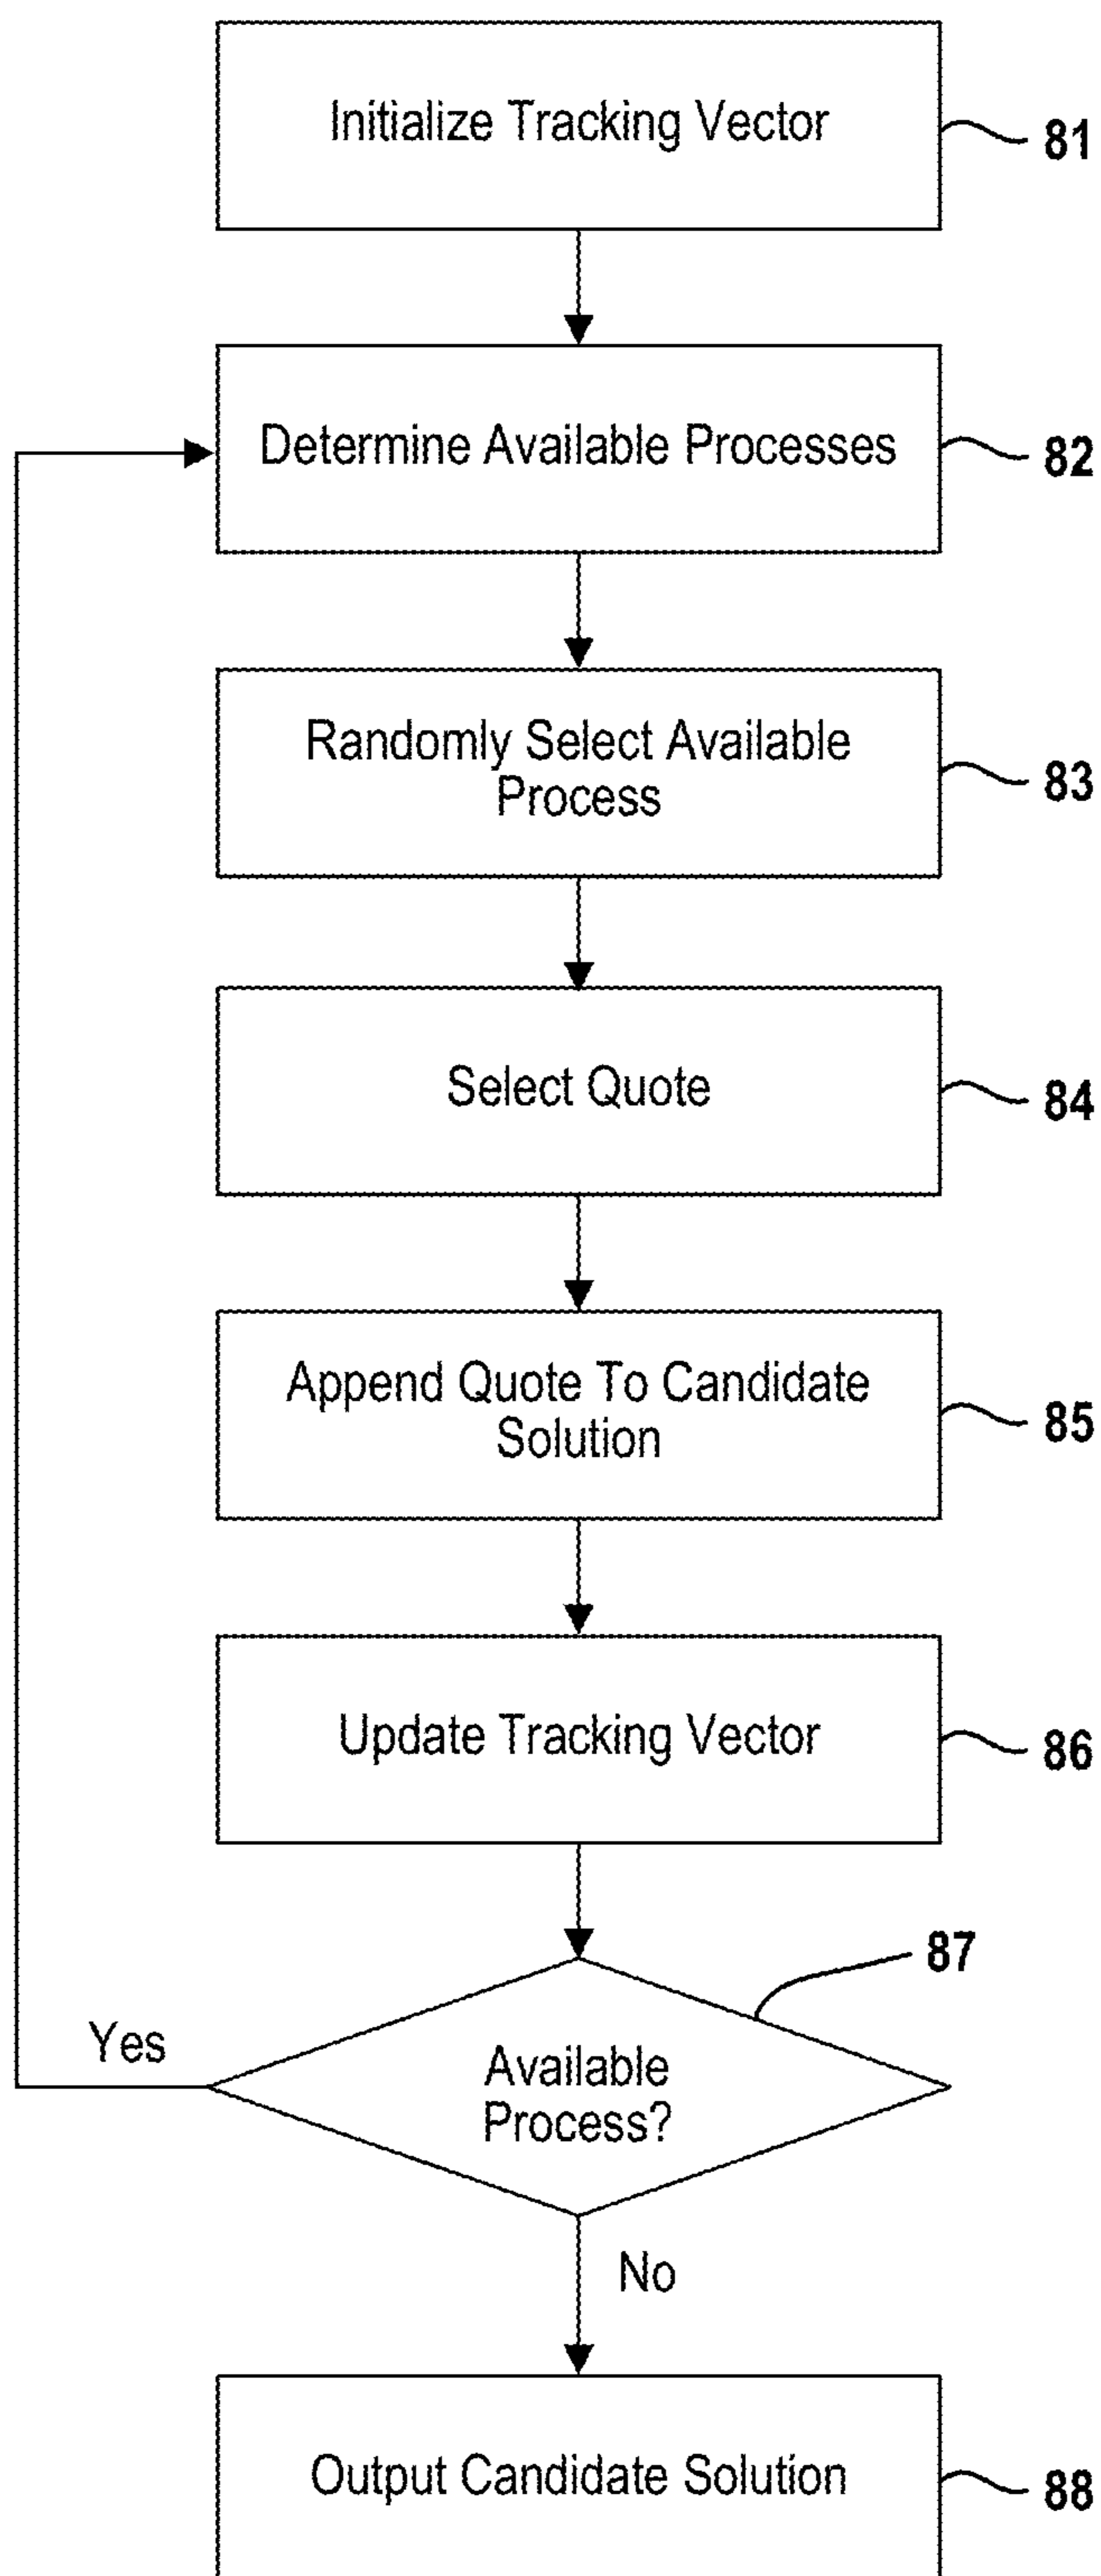 Initialize Tracking Vector
81
Determine Available Processes
82
Randomly Select Available
Process
83
Select Quote
84
Append Quote To Candidate
Solution
85
Update Tracking Vector
86
87
Yes
Available
Process?
No
Output Candidate Solution
88